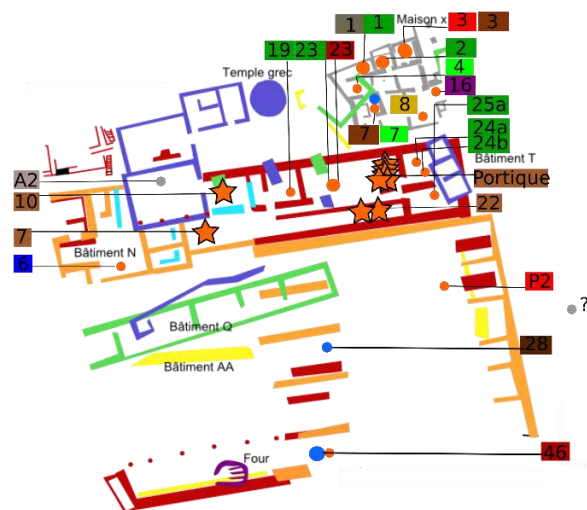 Maison x
1 1
3 3
19 23 23
2
Temple grec
4
16
8
25a
7 7
24a
24b
Bâtiment T
A2
Portique
10
22
7
Bâtiment N
6
P2
?
Bâtiment Q
28
Bâtiment AA
Four
46